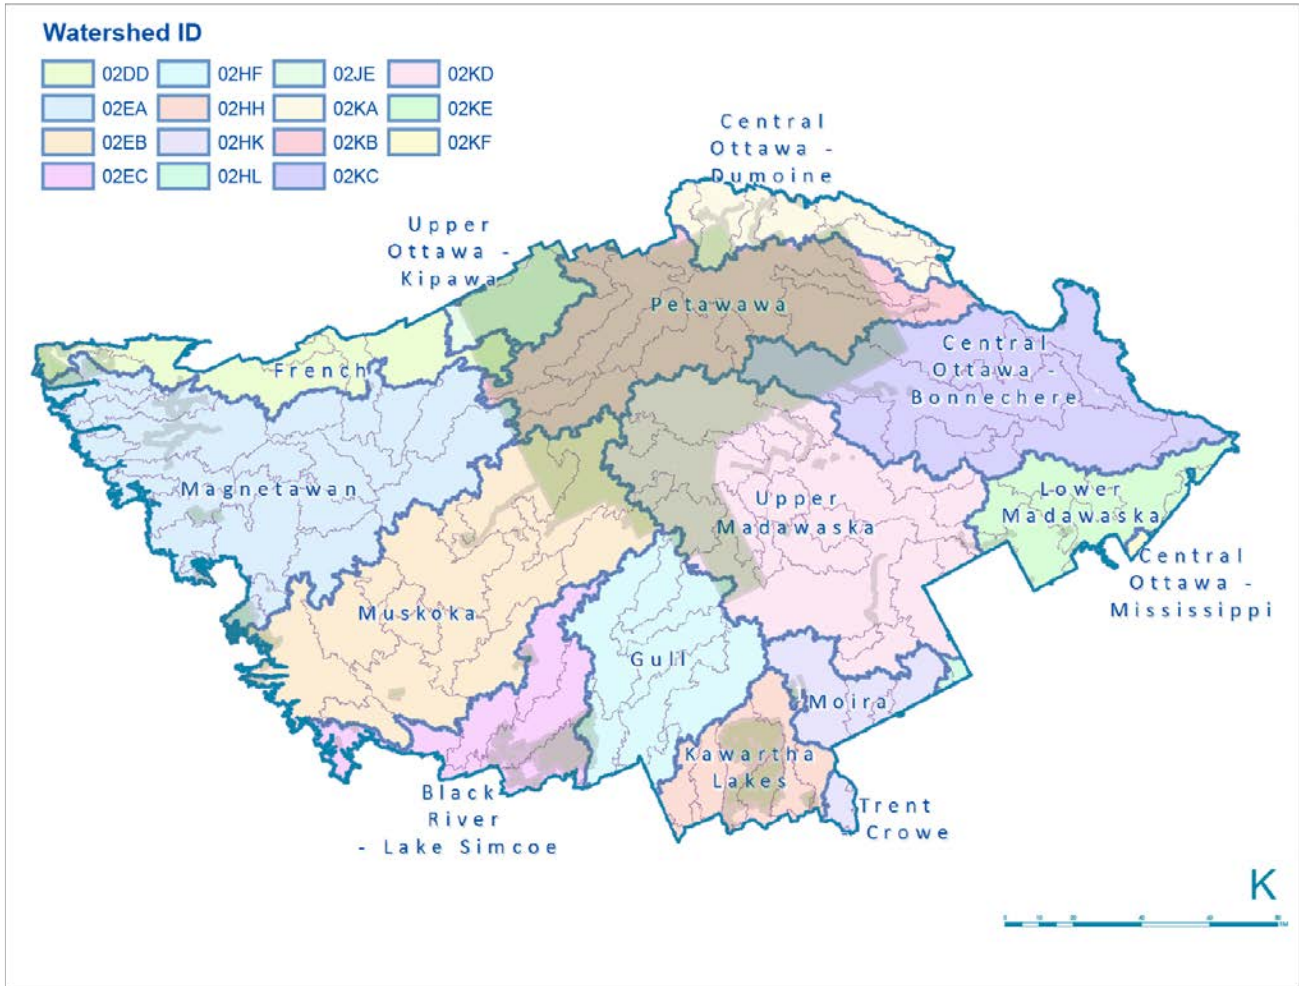 Watershed ID
02DD 02HF 02JE 02KD
02EA 02HH 02KA 02KE
02EB 02HK 02KB 02KF
02EC 02HL 02KC
Central
Ottawa -
Dumoine
Upper
Ottawa -
Kipawa
Petawawa
Central
Ottawa -
Bonnechere
French
Magnetawan
Upper
Madawaska
Lower
Madawaska
Central
Ottawa -
Mississippi
Muskoka
Gull
Moira
Kawartha
Lakes
Trent
- Crowe
Black
River
- Lake Simcoe
K